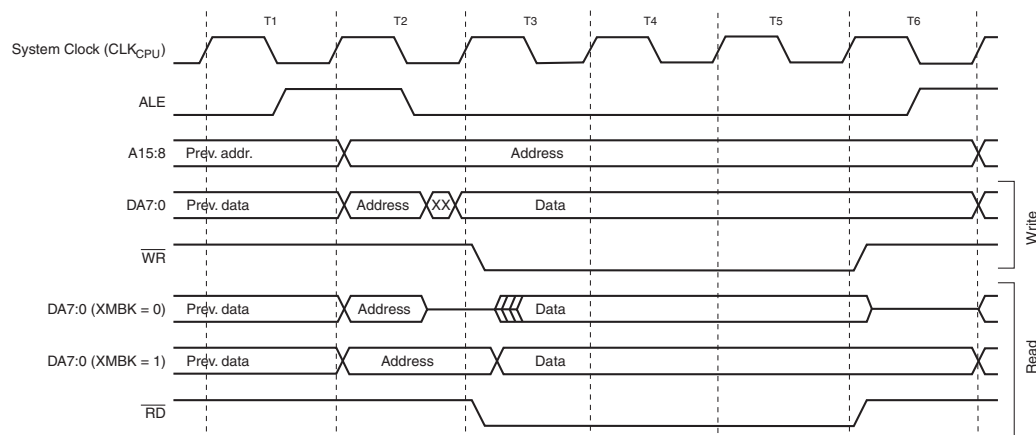 T1 T2 T3 T4 T5 T6
System Clock (CLKCPU)
ALE
A15:8 Prev. addr. Address
DA7:0 Prev. data Address XX Data
WR
Write
DA7:0 (XMBK = 0) Prev. data Address Data
DA7:0 (XMBK = 1) Prev. data Address Data
RD
Read